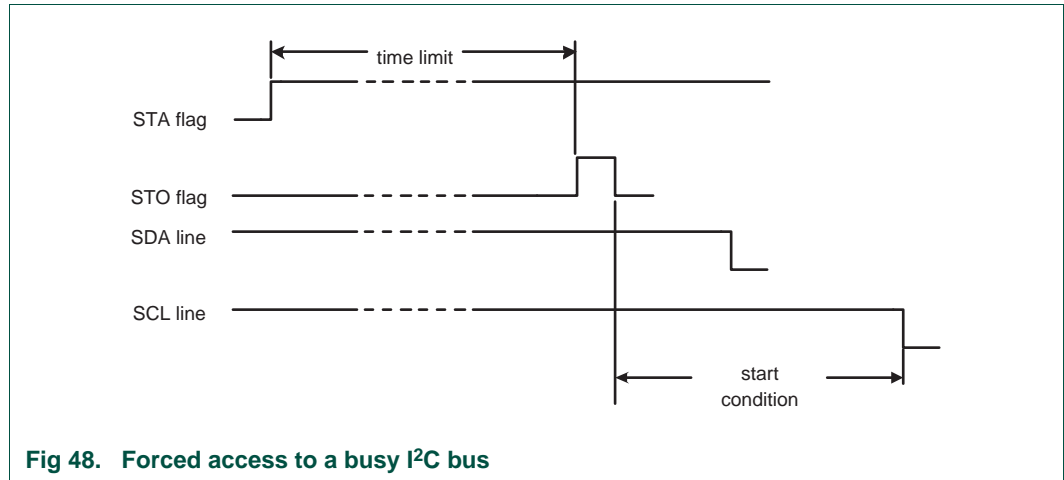 time limit
STA flag
STO flag
SDA line
SCL line
start
condition
Fig 48. Forced access to a busy I²C bus